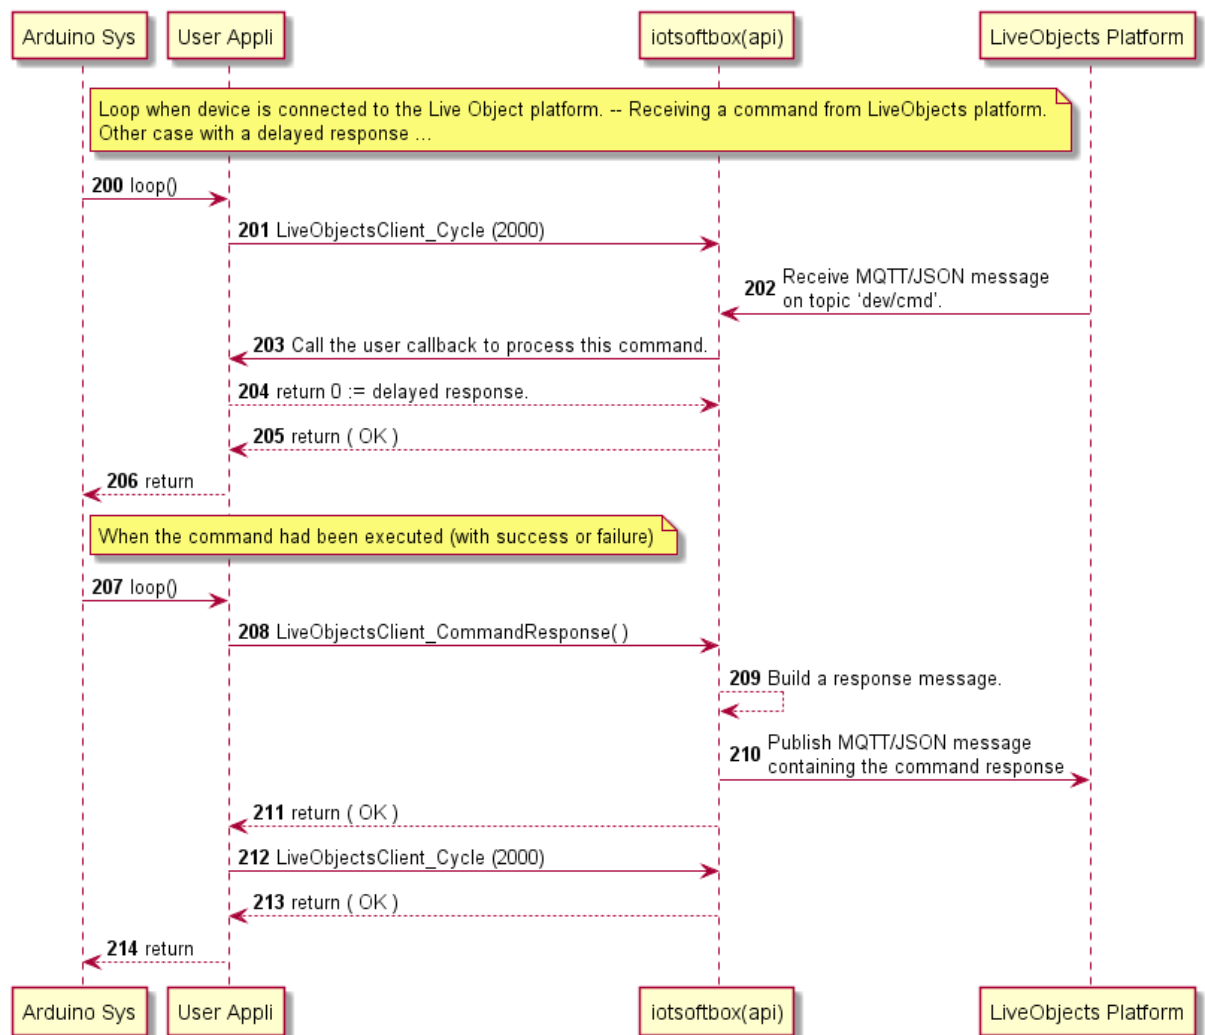 Arduino Sys
User Appli
iotsoftbox(api)
LiveObjects Platform
Loop when device is connected to the Live Object platform. -- Receiving a command from LiveObjects platform.
Other case with a delayed response ...
200 loop()
201 LiveObjectsClient_Cycle (2000)
202 Receive MQTT/JSON message
on topic ‘dev/cmd’.
203 Call the user callback to process this command.
204 return 0 := delayed response.
205 return ( OK )
206 return
When the command had been executed (with success or failure)
207 loop()
208 LiveObjectsClient_CommandResponse( )
209 Build a response message.
210 Publish MQTT/JSON message
containing the command response
211 return ( OK )
212 LiveObjectsClient_Cycle (2000)
213 return ( OK )
214 return
Arduino Sys
User Appli
iotsoftbox(api)
LiveObjects Platform